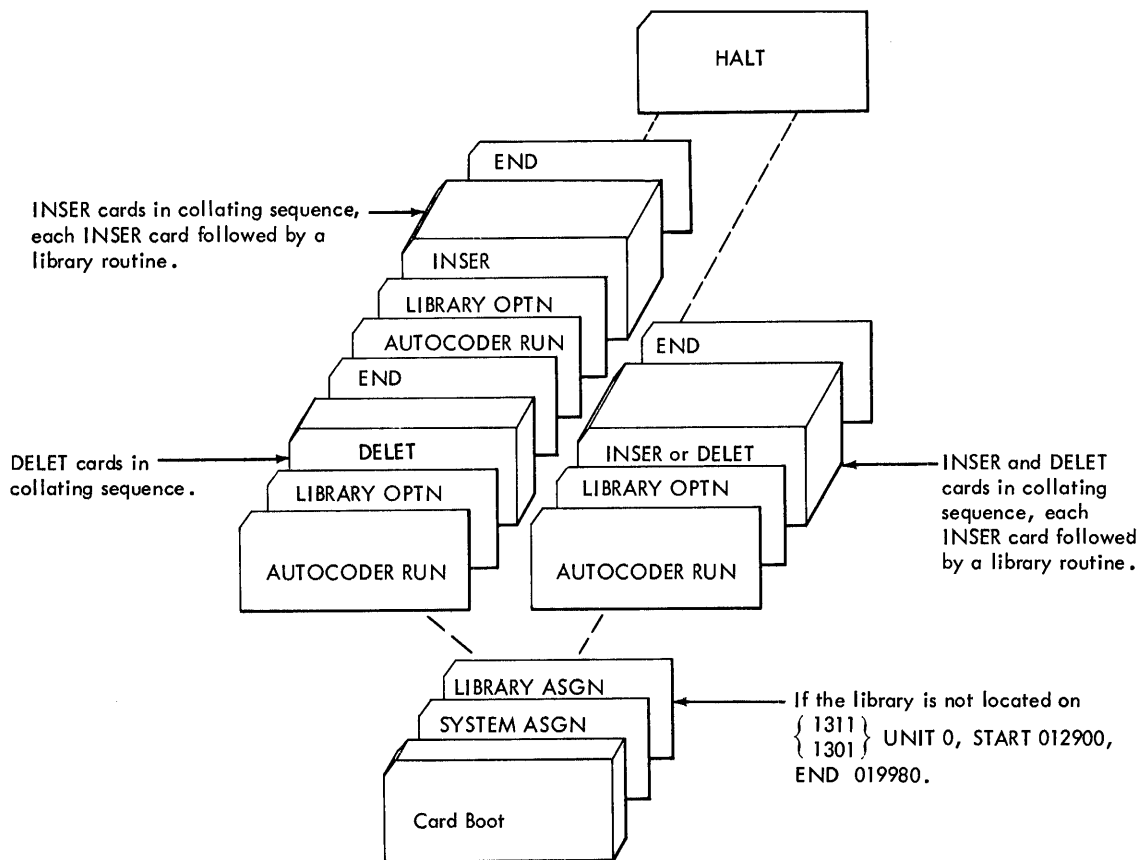 HALT
END
INSER cards in collating sequence,
each INSER card followed by a
library routine.
INSER
LIBRARY OPTN
AUTOCODER RUN
END
END
DELET
INSER or DELET
DELET cards in
collating sequence.
INSER and DELET
cards in collating
sequence, each
INSER card followed
by a library routine.
LIBRARY OPTN
LIBRARY OPTN
AUTOCODER RUN
AUTOCODER RUN
LIBRARY ASGN
SYSTEM ASGN
Card Boot
If the library is not located on
{ 1311 }
{ 1301 } UNIT 0, START 012900,
END 019980.